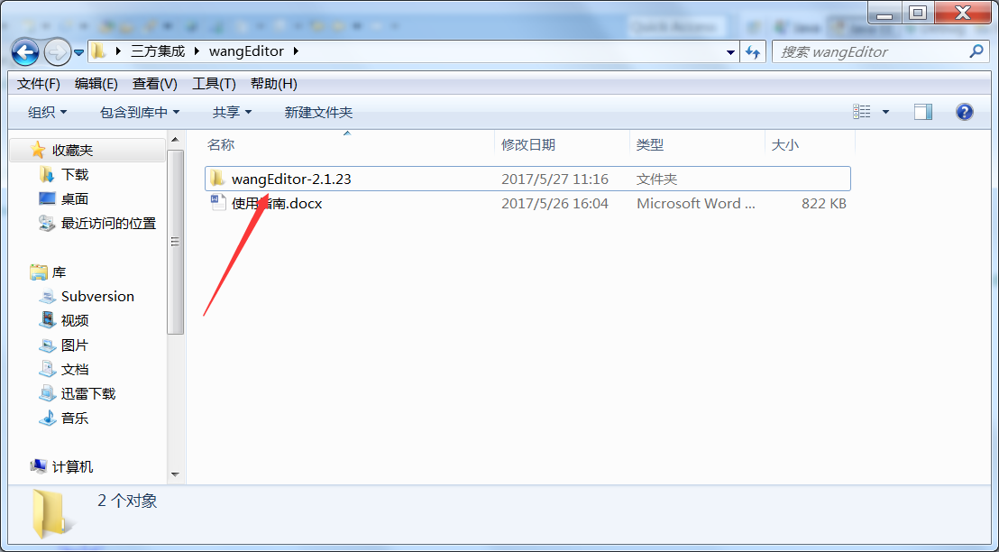 Quick Access
三方集成 wangEditor
搜索 wangEditor
文件(F) 编辑(E) 查看(V) 工具(T) 帮助(H)
组织 包含到库中 共享 新建文件夹
收藏夹
下载
桌面
最近访问的位置
库
Subversion
视频
图片
文档
迅雷下载
音乐
计算机
名称 修改日期 类型 大小
wangEditor-2.1.23 2017/5/27 11:16 文件夹
使用指南.docx 2017/5/26 16:04 Microsoft Word ... 822 KB
2 个对象